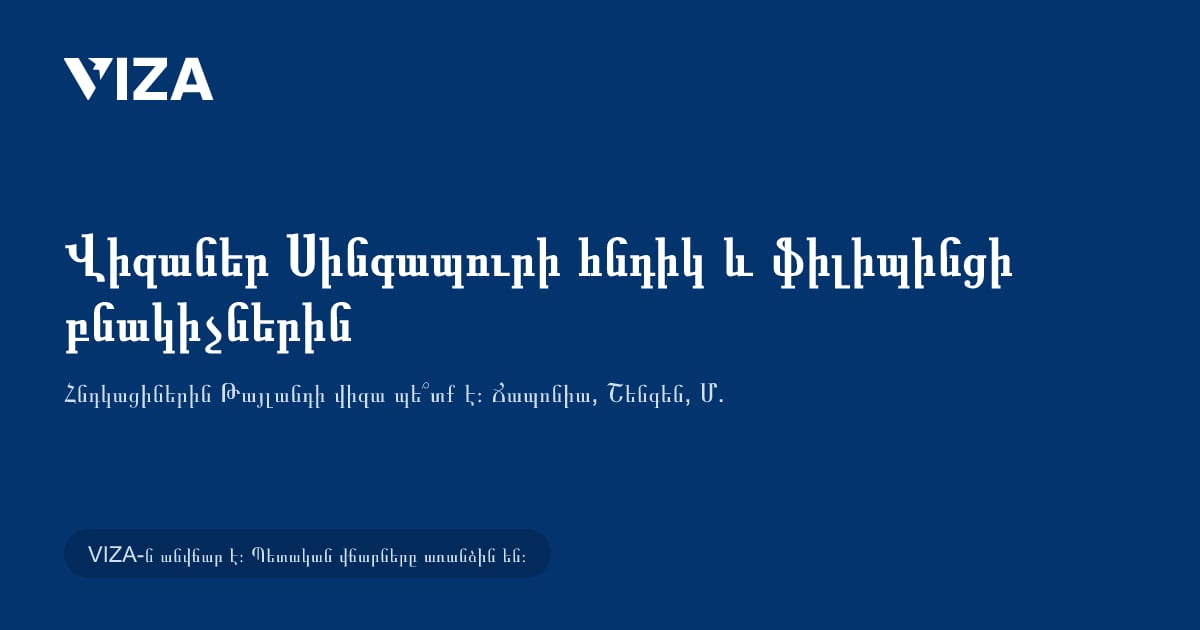 VIZA
Վիզաներ Սինգապուրի հնդիկ և ֆիլիպինցի
բնակիչներին
Հնդկացիներին Թայլանդի վիզա պե՞տք է։ Ճապոնիա, Շենգեն, Մ.
VIZA-ն անվճար է։ Պետական վճարները առանձին են։